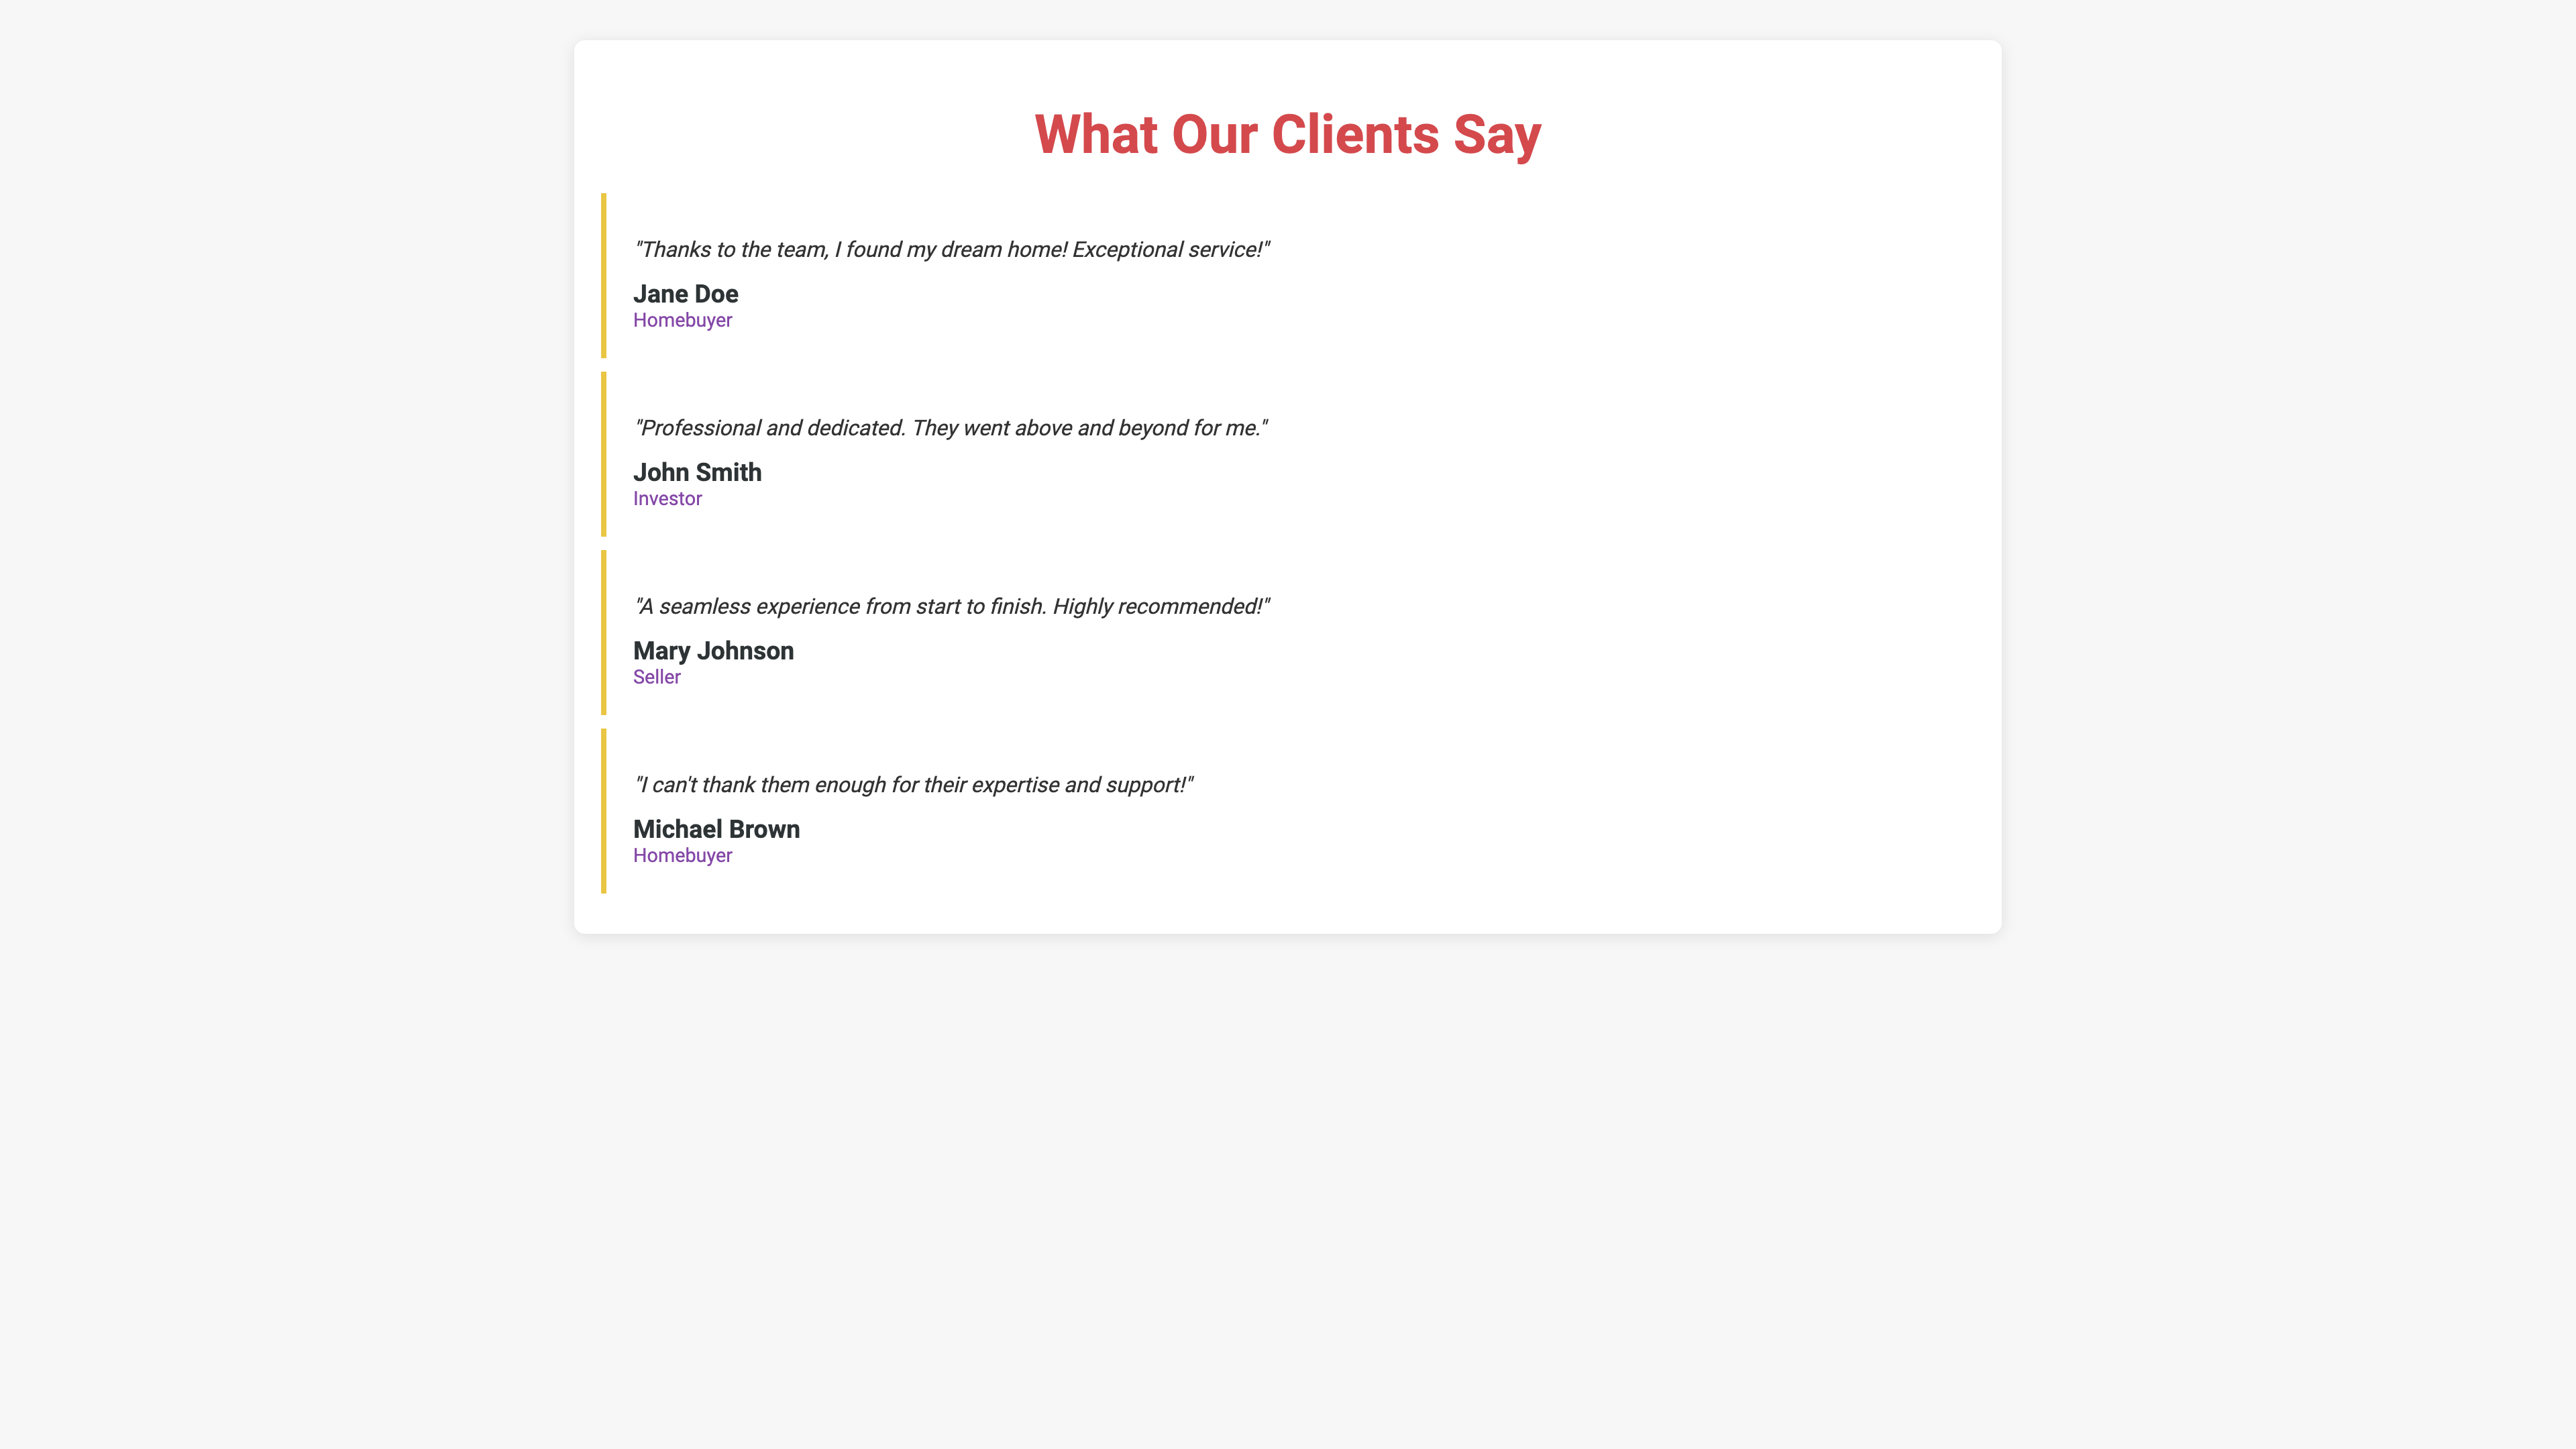 What Our Clients Say
"Thanks to the team, I found my dream home! Exceptional service!"
Jane Doe
Homebuyer
"Professional and dedicated. They went above and beyond for me."
John Smith
Investor
"A seamless experience from start to finish. Highly recommended!"
Mary Johnson
Seller
"I can't thank them enough for their expertise and support!"
Michael Brown
Homebuyer